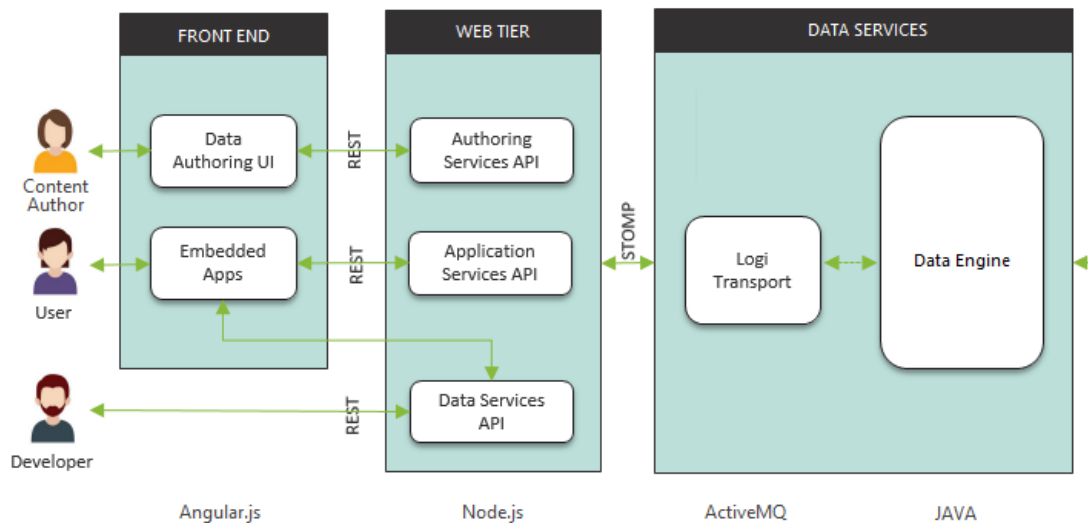 FRONT END
WEB TIER
DATA SERVICES
Data
Authoring UI
REST
Authoring
Services API
Content
Author
Embedded
Apps
REST
Application
Services API
STOMP
Logi
Transport
Data Engine
User
Data Services
API
REST
Developer
Angular.js
Node.js
ActiveMQ
JAVA